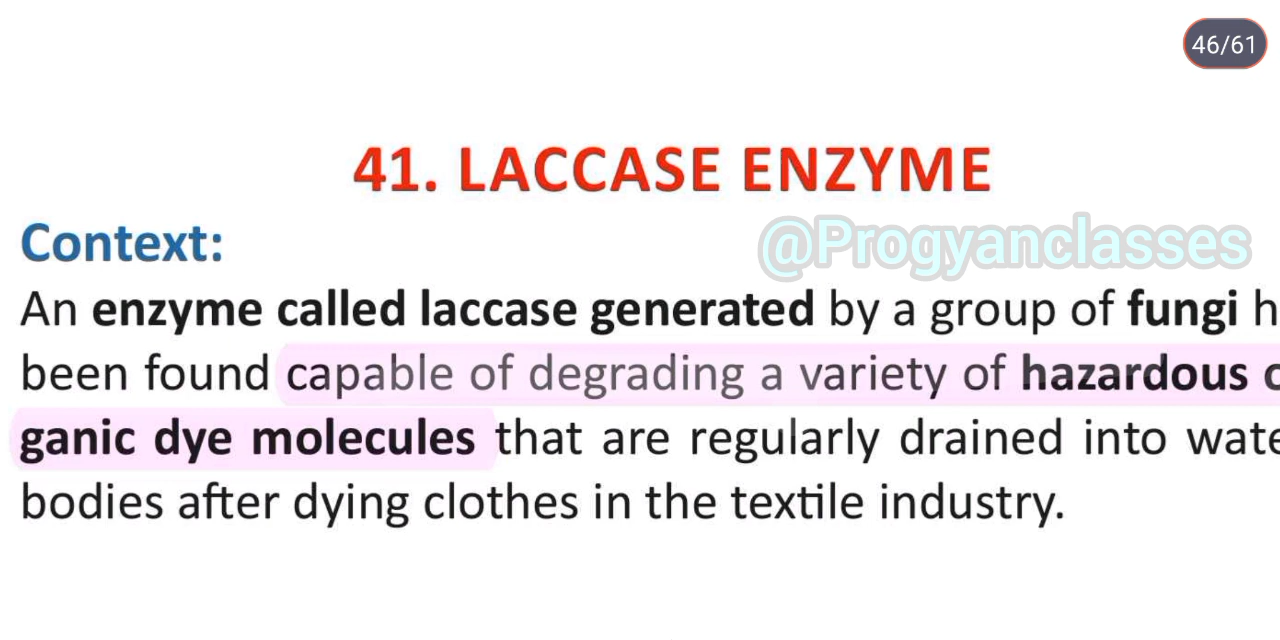 46/61
41. LACCASE ENZYME
Context:
@Progyanclasses
An enzyme called laccase generated by a group of fungi h
been found capable of degrading a variety of hazardous o
ganic dye molecules that are regularly drained into wate
bodies after dying clothes in the textile industry.